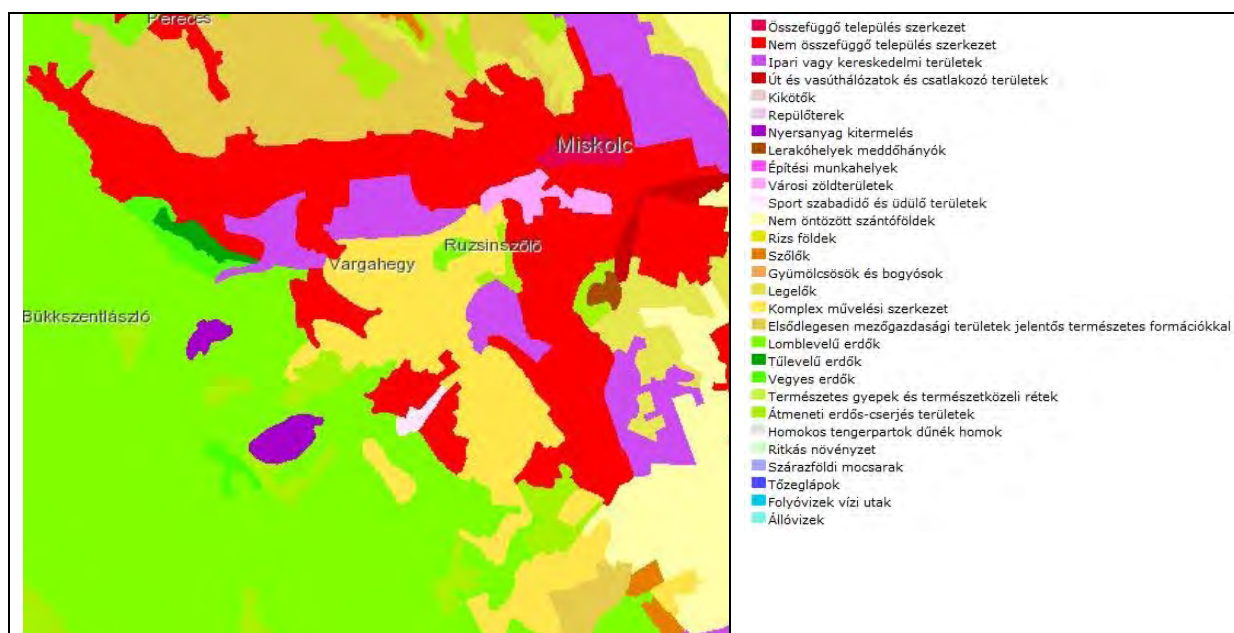 Pereces
Miskolc
Ruzsinszőlő
Vargahegy
Bükkszentlászló
Összefüggő település szerkezet
Nem összefüggő település szerkezet
Ipari vagy kereskedelmi területek
Út és vasúthálózatok és csatlakozó területek
Kikötők
Repülőterek
Nyersanyag kitermelés
Lerakóhelyek meddőhányók
Építési munkahelyek
Városi zöldterületek
Sport szabadidő és üdülő területek
Nem öntözött szántóföldek
Rizs földek
Szőlők
Gyümölcsösök és bogyósok
Legelők
Komplex művelési szerkezet
Elsődlegesen mezőgazdasági területek jelentős természetes formációkkal
Lomblevelű erdők
Tűlevelű erdők
Vegyes erdők
Természetes gyepek és természetközeli rétek
Átmeneti erdős-cserjés területek
Homokos tengerpartok dűnék homok
Ritkás növényzet
Szárazföldi mocsarak
Tőzeglápok
Folyóvizek vízi utak
Állóvizek